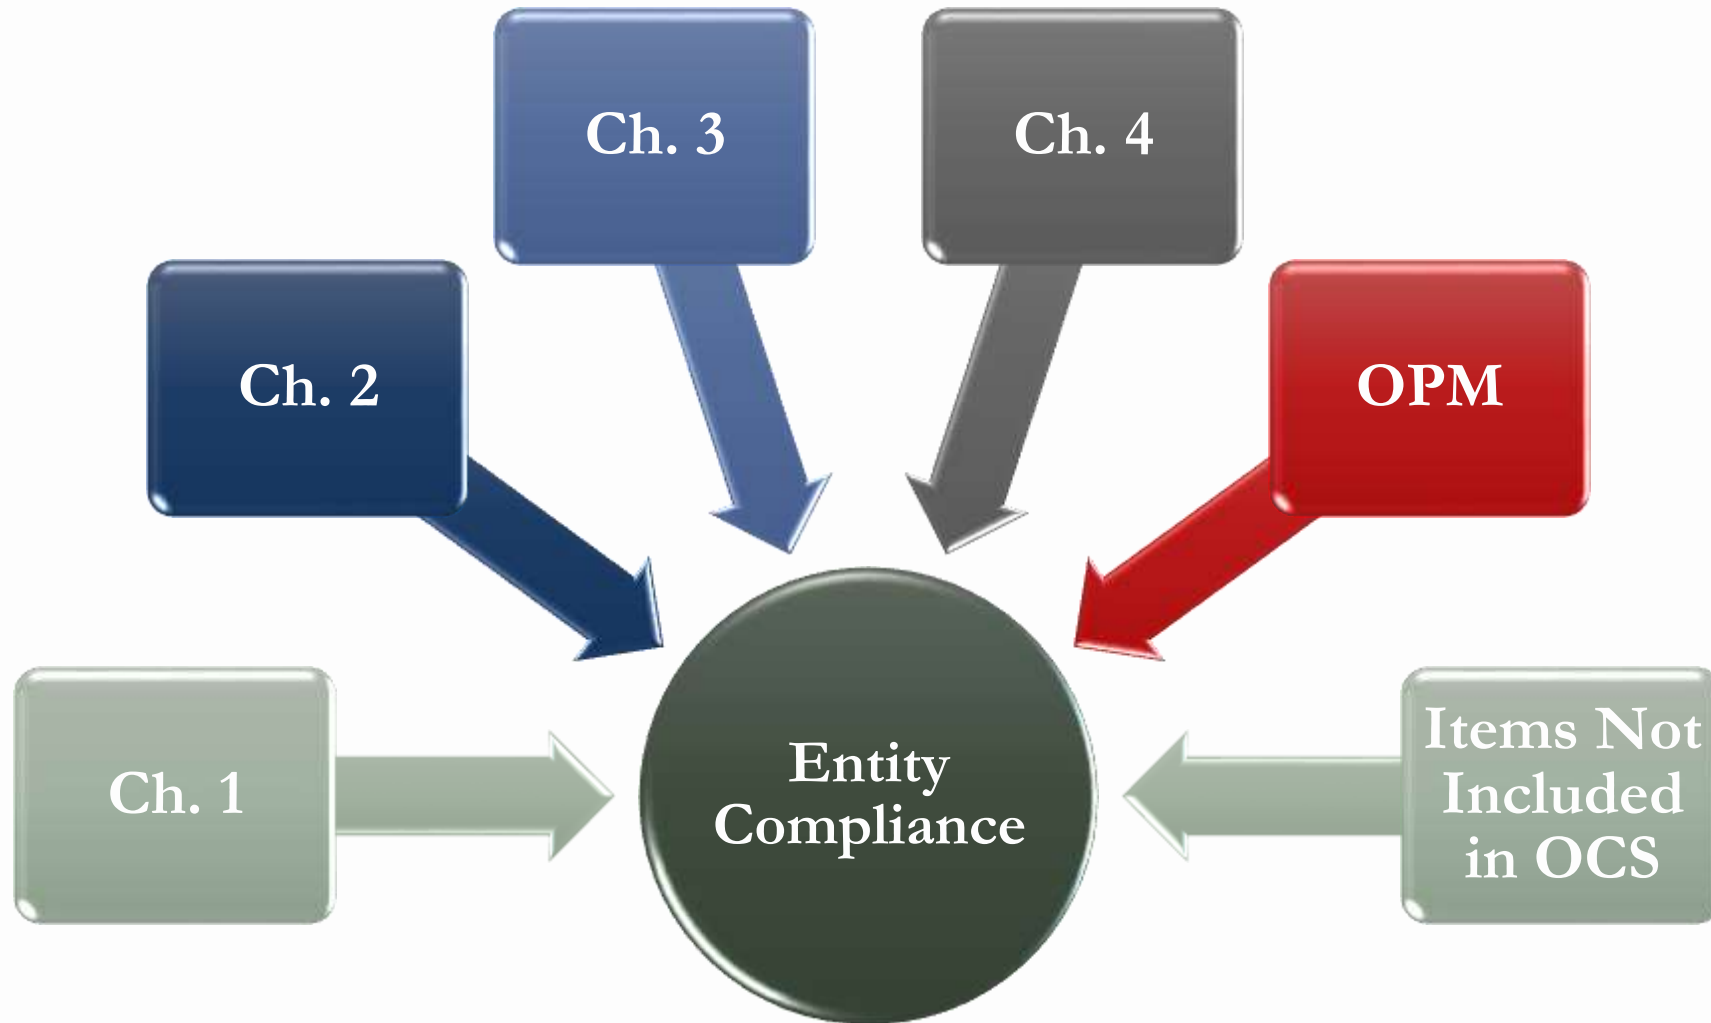 Ch. 3
Ch. 4
Ch. 2
OPM
Ch. 1
Entity
Compliance
Items Not
Included
in OCS